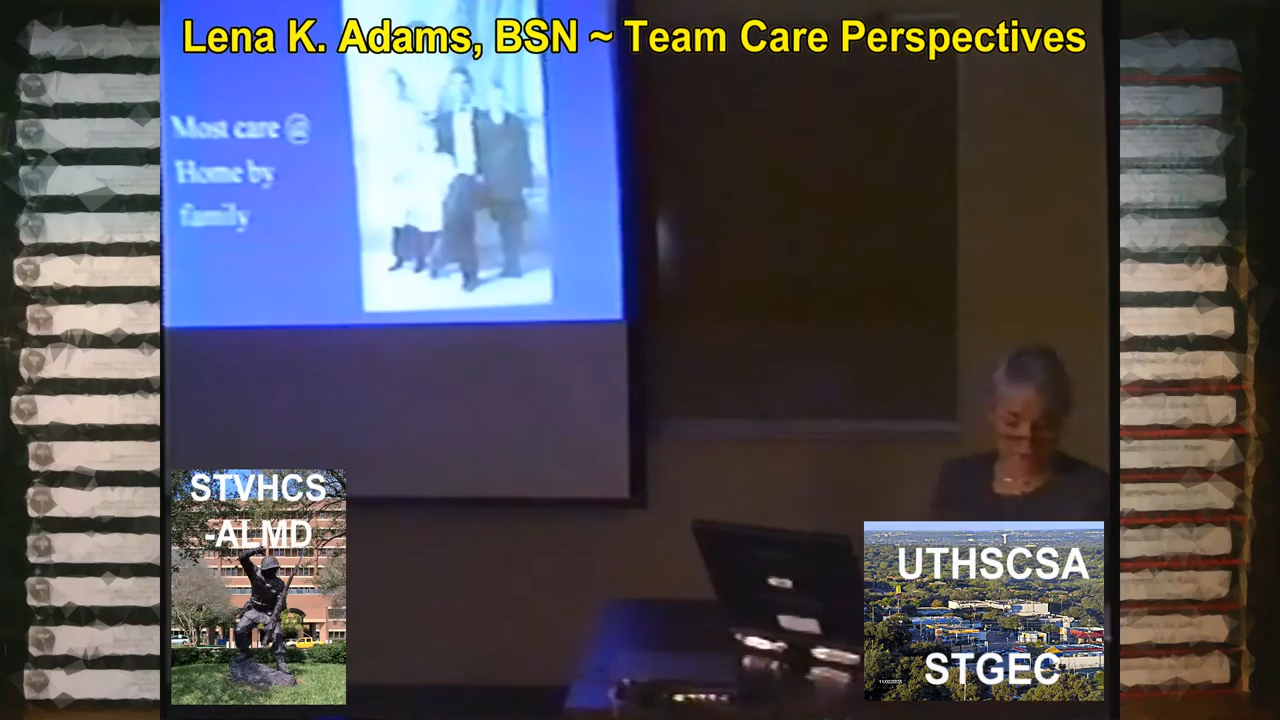 Lena K. Adams, BSN ~ Team Care Perspectives
Most care @
Home by
family
STVHCS
-ALMD
UTHSCSA
STGEC